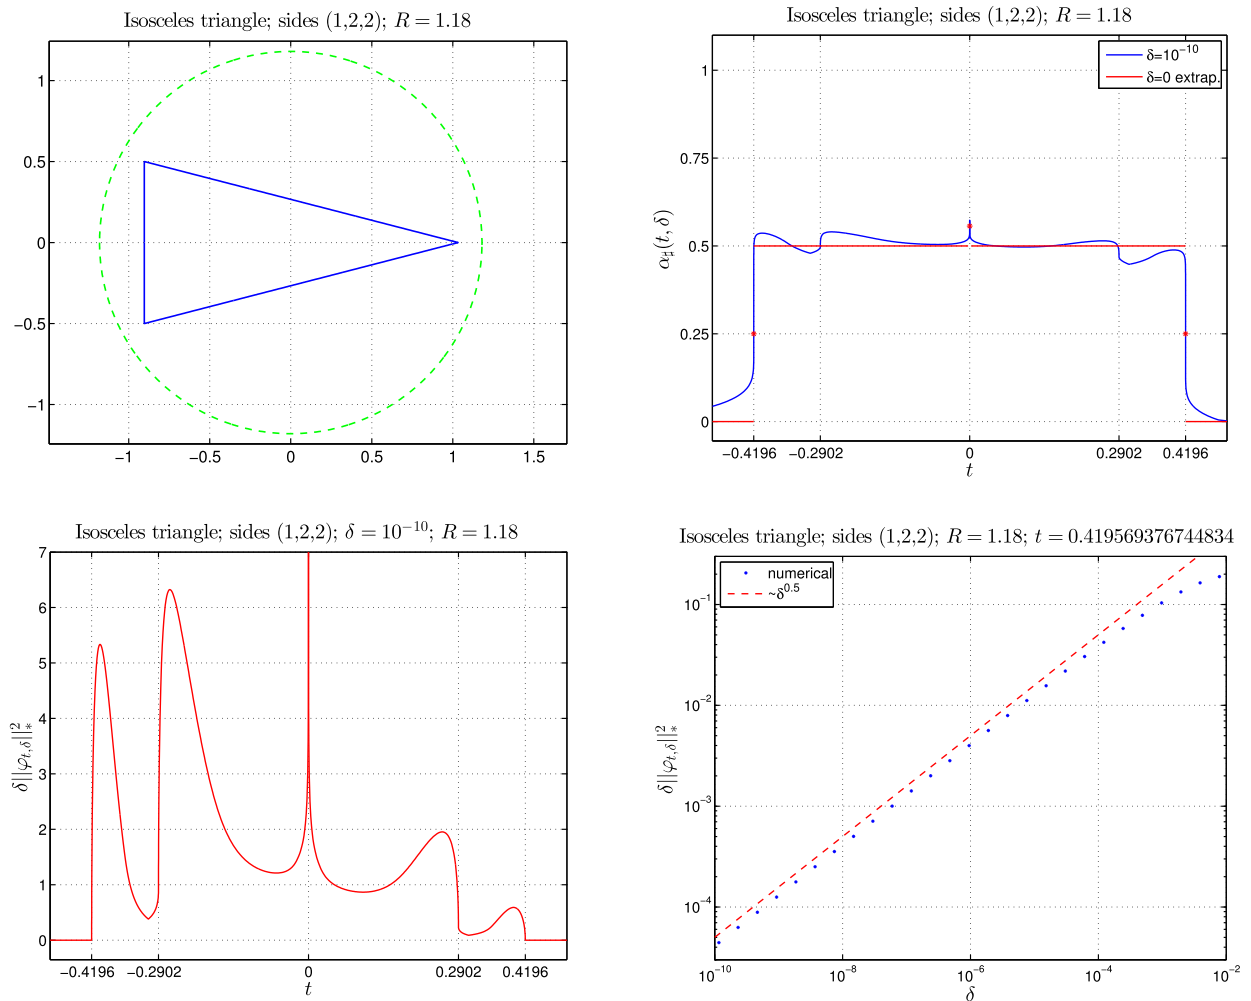 Isosceles triangle; sides (1,2,2); R = 1.18
1
0.5
0
−0.5
−1
−1 −0.5 0 0.5 1 1.5
Isosceles triangle; sides (1,2,2); R = 1.18
δ=10⁻¹⁰
δ=0 extrap.
α♯(t, δ)
1
0.75
0.5
0.25
0
−0.4196 −0.2902 0 0.2902 0.4196
t
Isosceles triangle; sides (1,2,2); δ = 10⁻¹⁰; R = 1.18
δ||φ_{t,δ}||²_*
7
6
5
4
3
2
1
0
−0.4196 −0.2902 0 0.2902 0.4196
t
Isosceles triangle; sides (1,2,2); R = 1.18; t = 0.419569376744834
numerical
~δ^{0.5}
δ||φ_{t,δ}||²_*
10⁻¹
10⁻²
10⁻³
10⁻⁴
10⁻¹⁰ 10⁻⁸ 10⁻⁶ 10⁻⁴ 10⁻²
δ